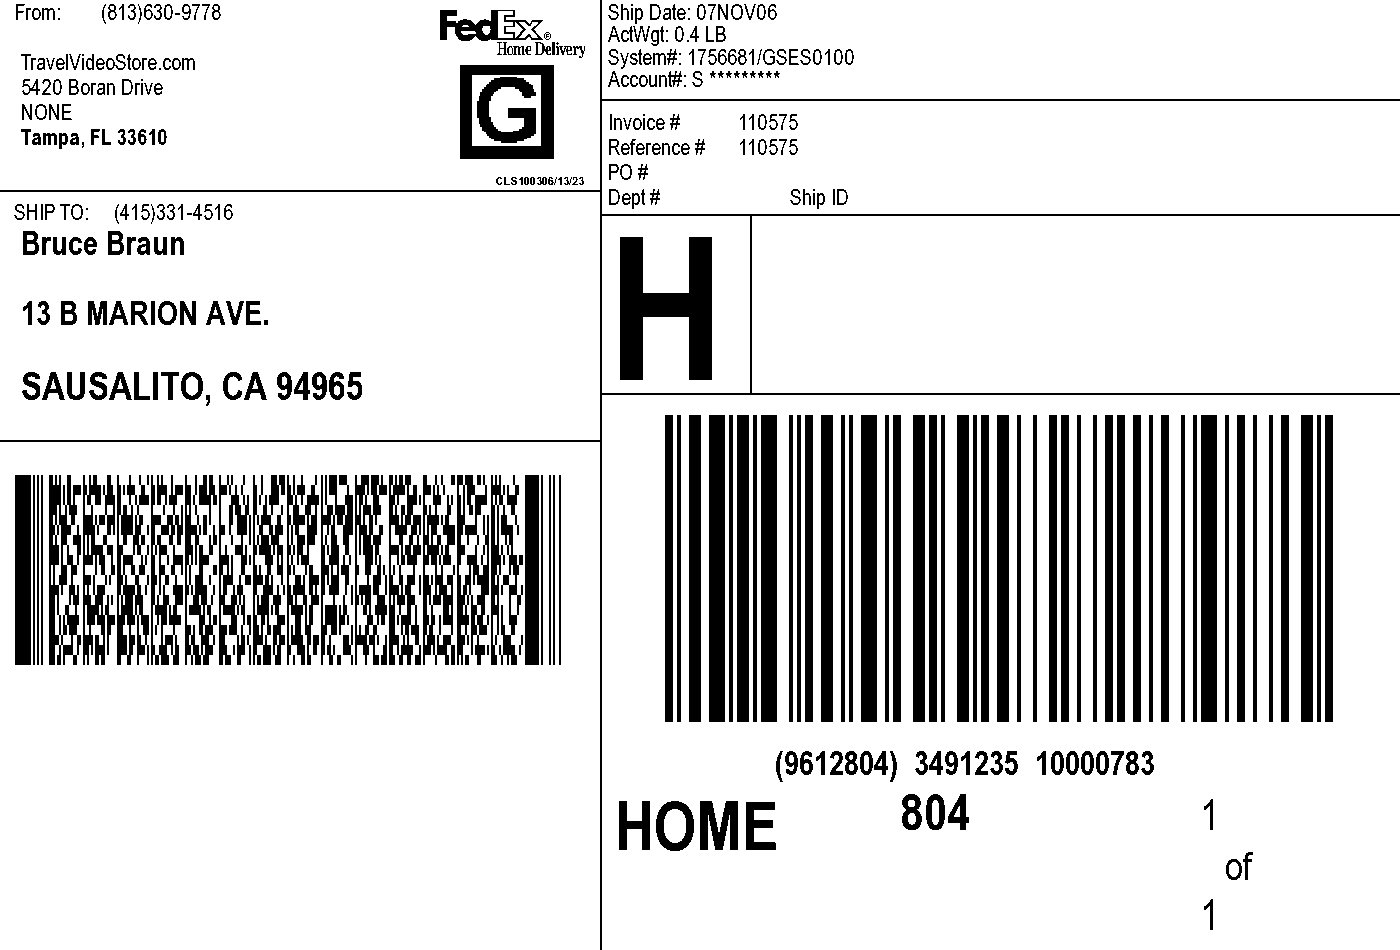 From: (813)630-9778
TravelVideoStore.com
5420 Boran Drive
NONE
Tampa, FL 33610
FedEx®
Home Delivery
G
CLS100306/13/23
SHIP TO: (415)331-4516
Bruce Braun
13 B MARION AVE.
SAUSALITO, CA 94965
Ship Date: 07NOV06
ActWgt: 0.4 LB
System#: 1756681/GSES0100
Account#: S *********
Invoice # 110575
Reference # 110575
PO #
Dept # Ship ID
H
(9612804) 3491235 10000783
HOME 804 1
of
1